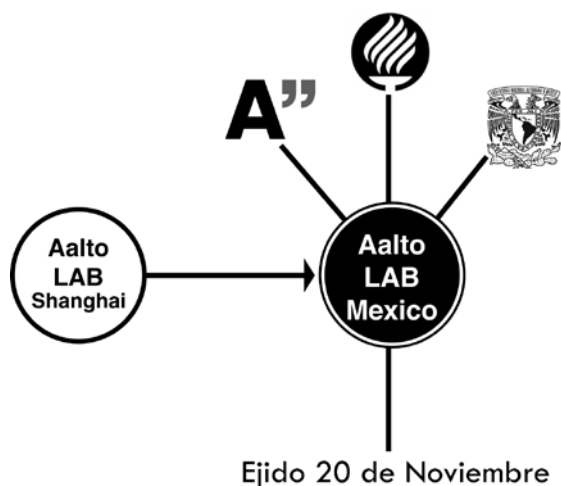 A”
Aalto
LAB
Shanghai
Aalto
LAB
Mexico
Ejido 20 de Noviembre